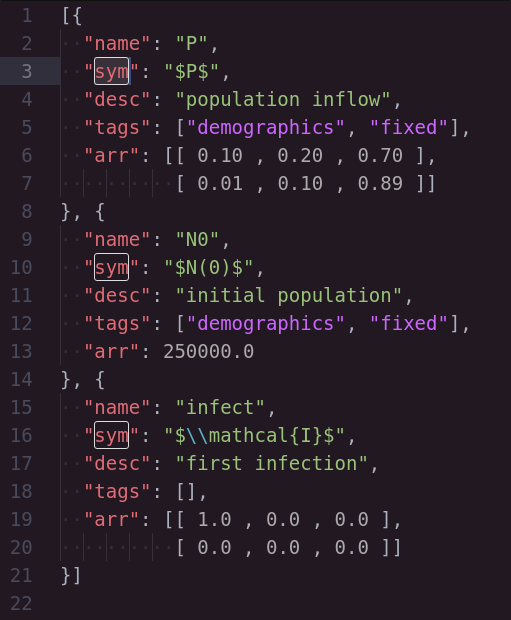 1 [{
2 "name": "P",
3 "sym": "$P$",
4 "desc": "population inflow",
5 "tags": ["demographics", "fixed"],
6 "arr": [[ 0.10 , 0.20 , 0.70 ],
7 [ 0.01 , 0.10 , 0.89 ]]
8 }, {
9 "name": "N0",
10 "sym": "$N(0)$",
11 "desc": "initial population",
12 "tags": ["demographics", "fixed"],
13 "arr": 250000.0
14 }, {
15 "name": "infect",
16 "sym": "$\\mathcal{I}$",
17 "desc": "first infection",
18 "tags": [],
19 "arr": [[ 1.0 , 0.0 , 0.0 ],
20 [ 0.0 , 0.0 , 0.0 ]]
21 }]
22